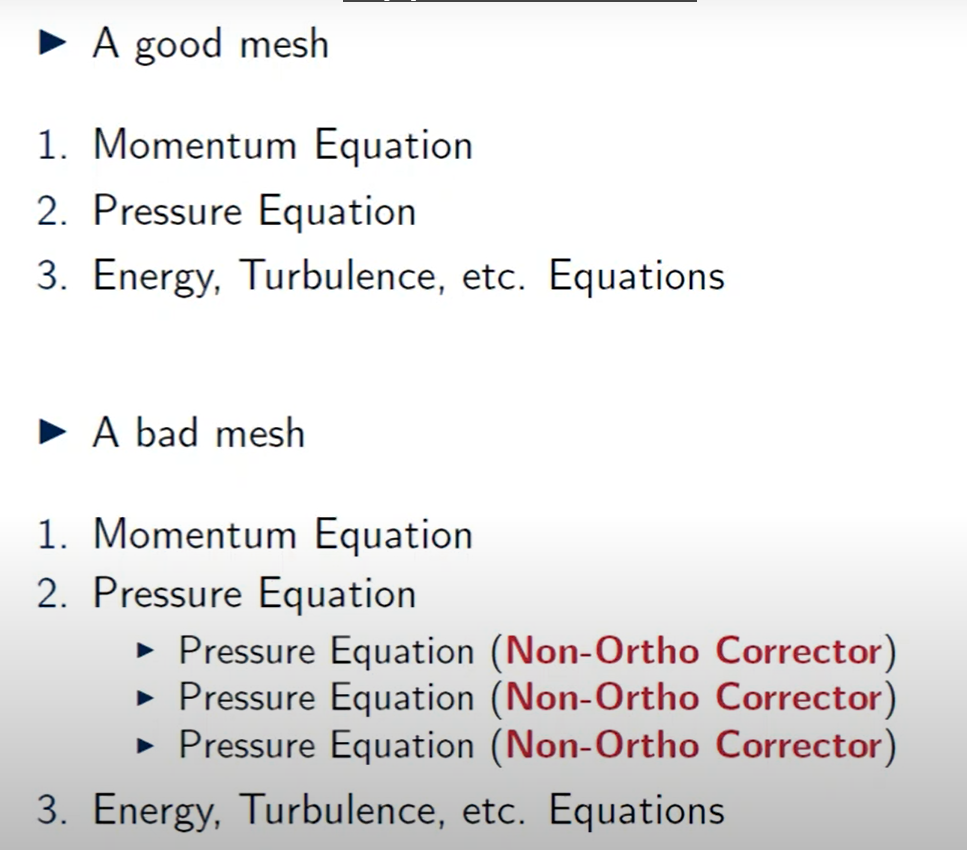 ► A good mesh
1. Momentum Equation
2. Pressure Equation
3. Energy, Turbulence, etc. Equations
► A bad mesh
1. Momentum Equation
2. Pressure Equation
► Pressure Equation (Non-Ortho Corrector)
► Pressure Equation (Non-Ortho Corrector)
► Pressure Equation (Non-Ortho Corrector)
3. Energy, Turbulence, etc. Equations